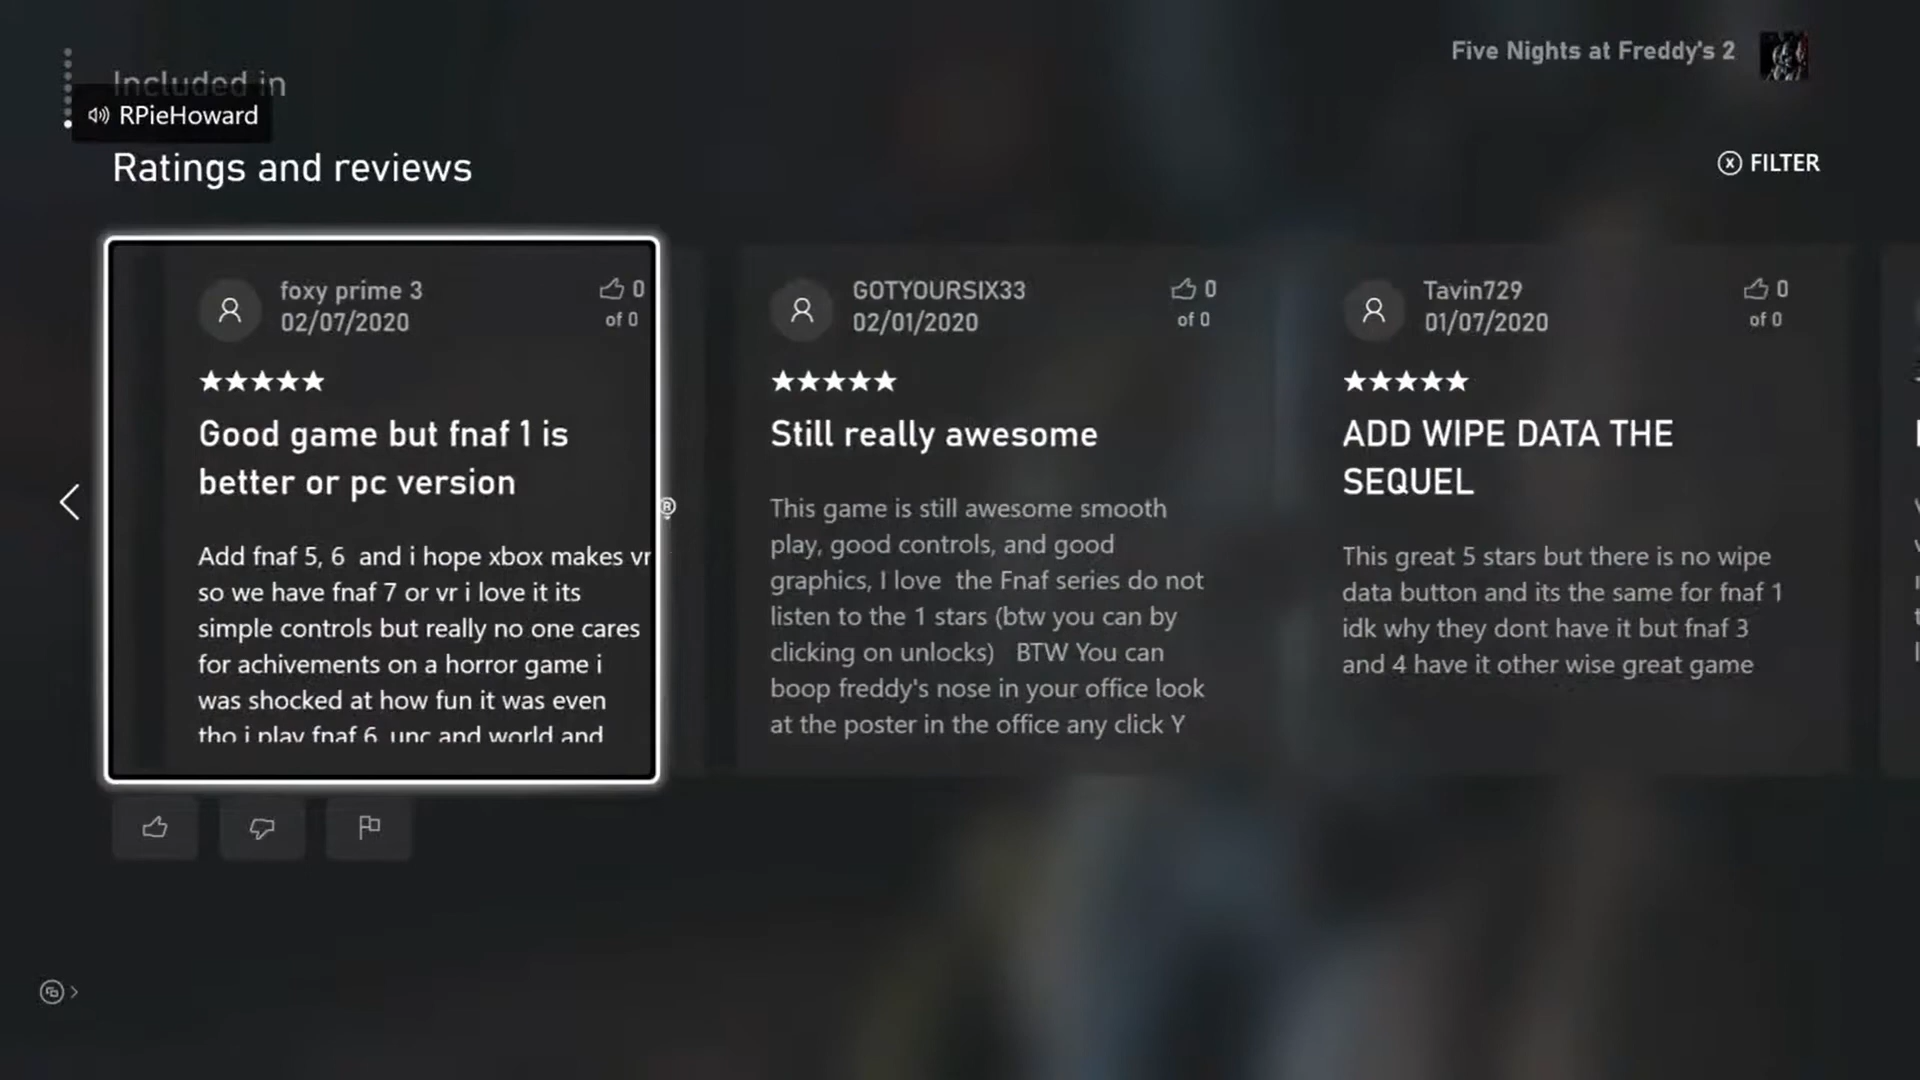 Five Nights at Freddy's 2
Included in
RPieHoward
Ratings and reviews
FILTER
foxy prime 3
02/07/2020
0
of 0
Good game but fnaf 1 is
better or pc version
Add fnaf 5, 6  and i hope xbox makes vr
so we have fnaf 7 or vr i love it its
simple controls but really no one cares
for achivements on a horror game i
was shocked at how fun it was even
tho i play fnaf 6, unc and world and
GOTYOURSIX33
02/01/2020
0
of 0
Still really awesome
This game is still awesome smooth
play, good controls, and good
graphics, I love  the Fnaf series do not
listen to the 1 stars (btw you can by
clicking on unlocks)   BTW You can
boop freddy's nose in your office look
at the poster in the office any click Y
Tavin729
01/07/2020
0
of 0
ADD WIPE DATA THE
SEQUEL
This great 5 stars but there is no wipe
data button and its the same for fnaf 1
idk why they dont have it but fnaf 3
and 4 have it other wise great game